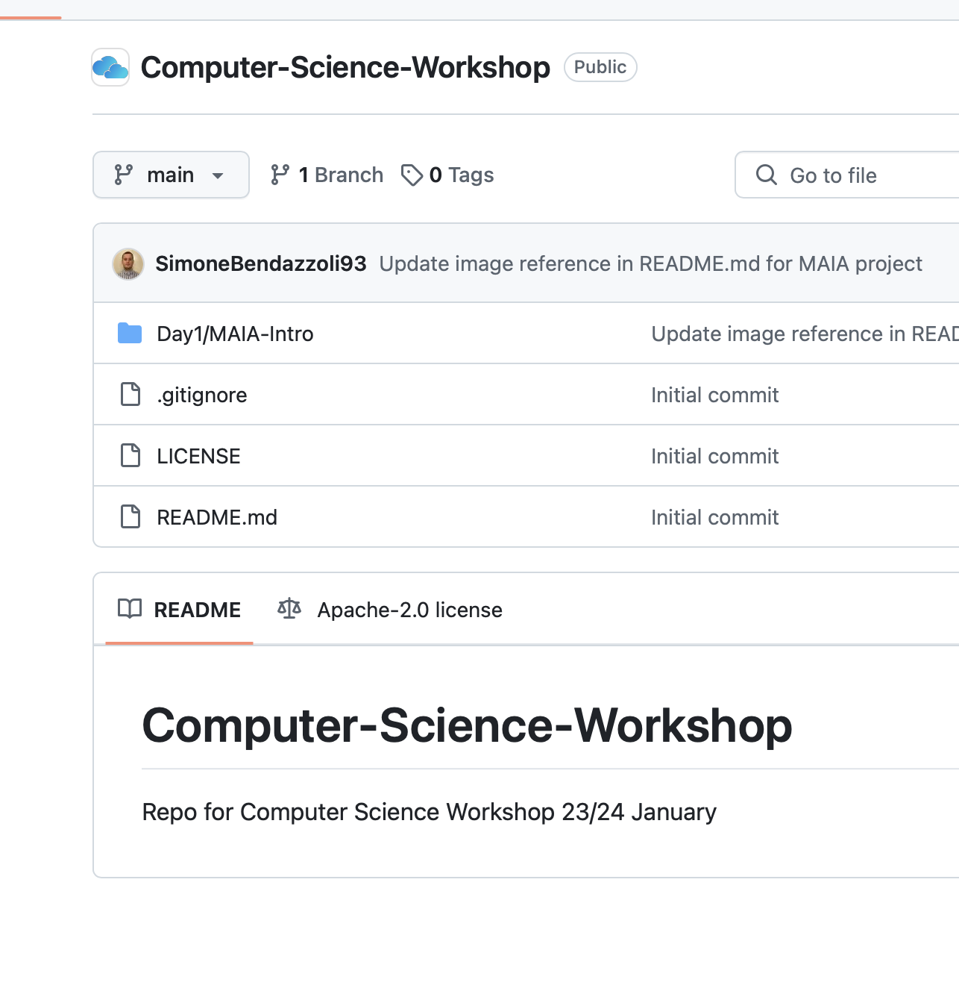 Computer-Science-Workshop Public
main 1 Branch 0 Tags Go to file
SimoneBendazzoli93 Update image reference in README.md for MAIA project
Day1/MAIA-Intro Update image reference in READ
.gitignore Initial commit
LICENSE Initial commit
README.md Initial commit
README Apache-2.0 license
Computer-Science-Workshop
Repo for Computer Science Workshop 23/24 January